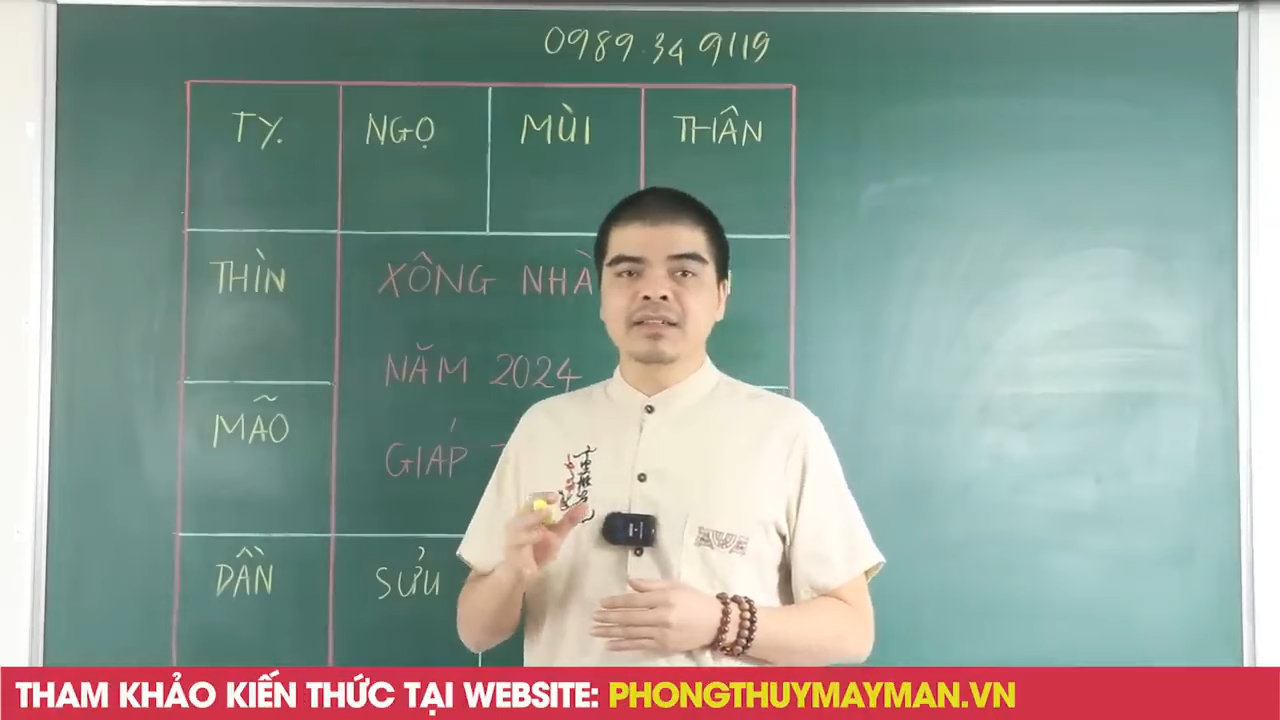 0989.34 9119
TỴ. NGỌ MÙI THÂN
THÌN
XÔNG NHÀ
NĂM 2024
MÃO
GIÁP
DẦN SỬU
THAM KHẢO KIẾN THỨC TẠI WEBSITE: PHONGTHUYMAYMAN.VN